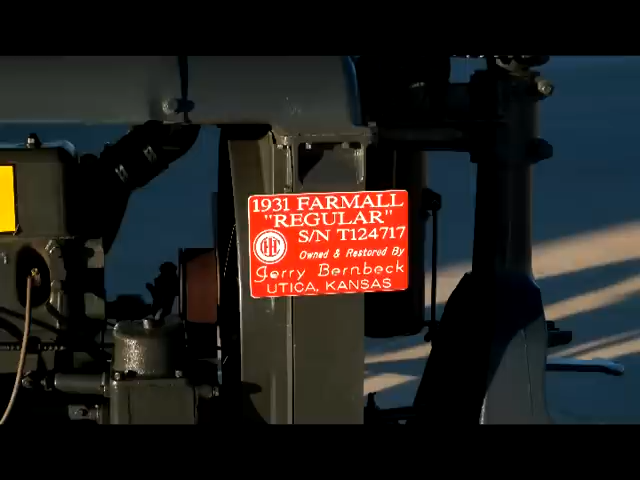 1931 FARMALL
"REGULAR"
S/N T124717
Owned & Restored By
Jerry Bernbeck
UTICA, KANSAS